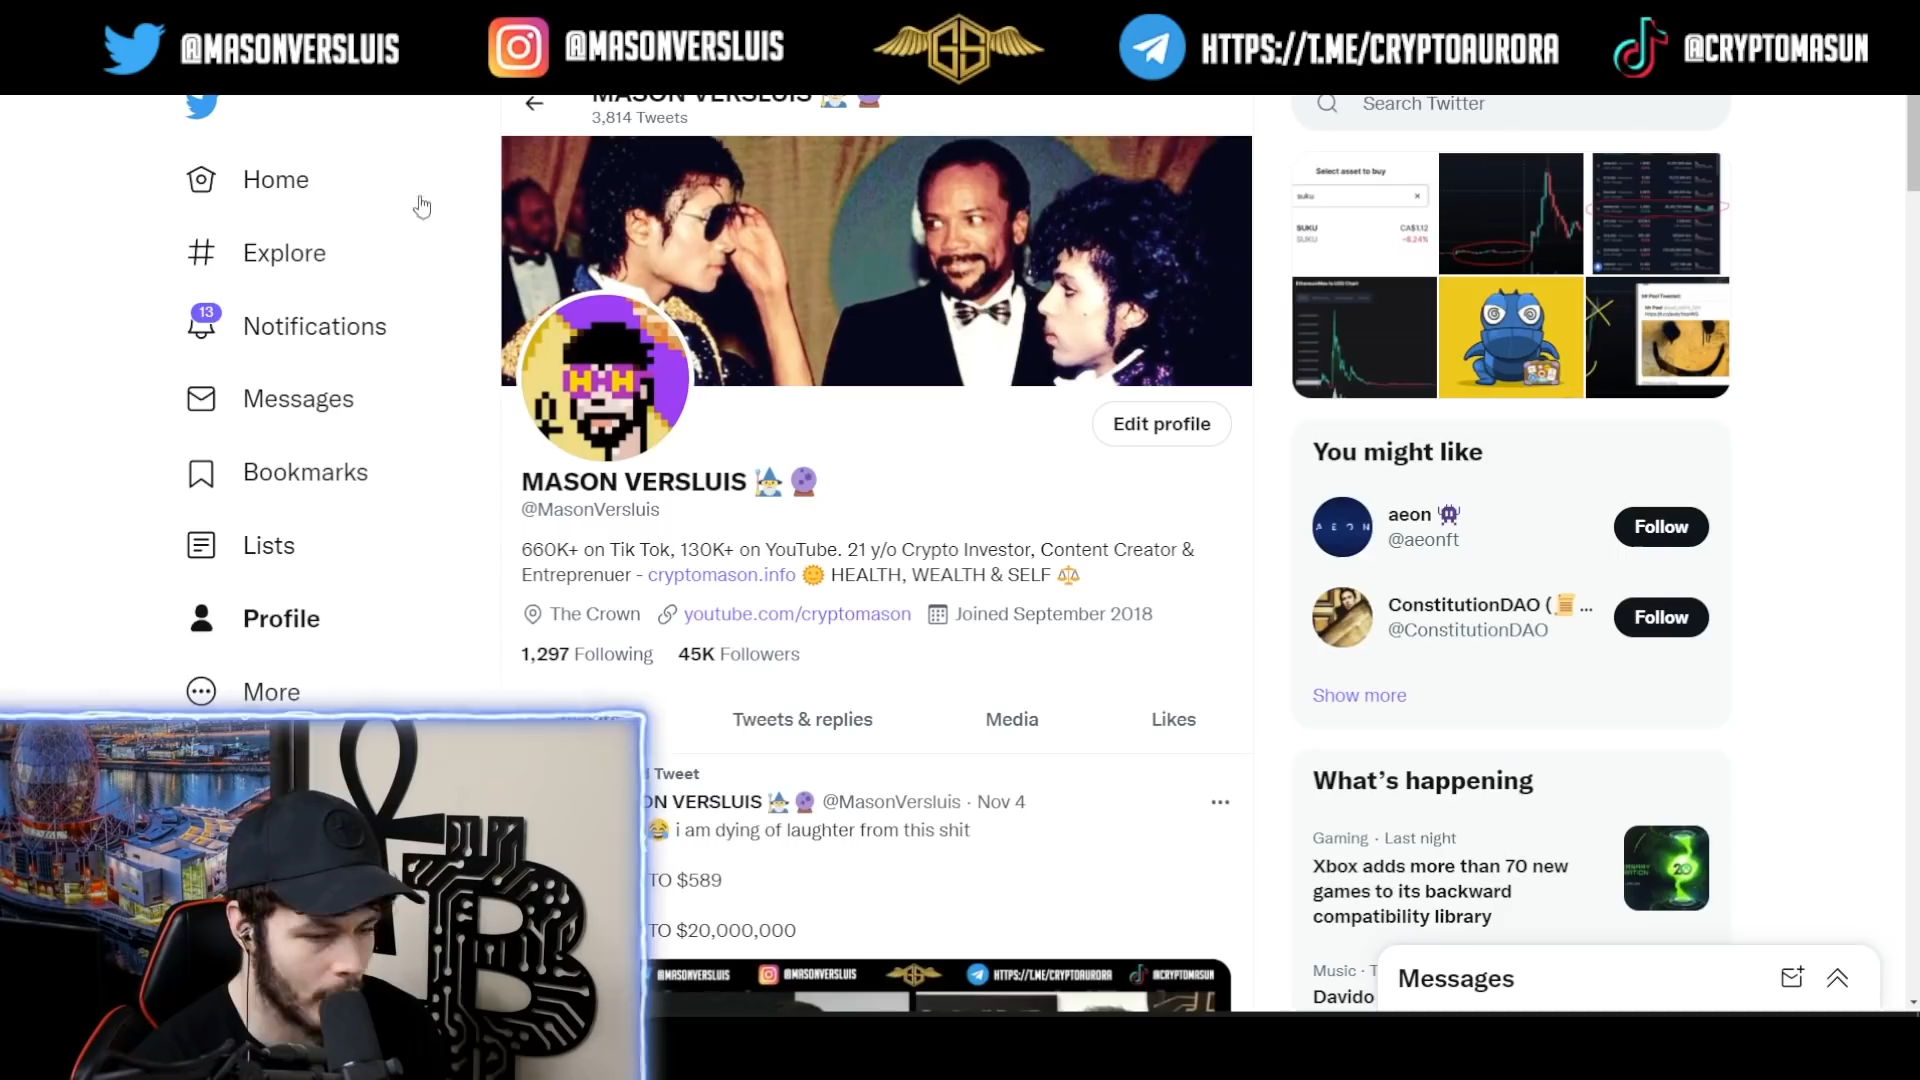 @MASONVERSLUIS
@MASONVERSLUIS
GS
HTTPS://T.ME/CRYPTOAURORA
@CRYPTOMASUN
MASON VERSLUIS
3,814 Tweets
Search Twitter
Home
Explore
13
Notifications
Messages
Bookmarks
Lists
Profile
More
Edit profile
MASON VERSLUIS
@MasonVersluis
660K+ on Tik Tok, 130K+ on YouTube. 21 y/o Crypto Investor, Content Creator &
Entreprenuer - cryptomason.info 🌞 HEALTH, WEALTH & SELF ⚖️
The Crown youtube.com/cryptomason Joined September 2018
1,297 Following 45K Followers
Tweets & replies
Media
Likes
Tweet
ON VERSLUIS @MasonVersluis · Nov 4
😂 i am dying of laughter from this shit
TO $589
TO $20,000,000
@MASONVERSLUIS
@MASONVERSLUIS
HTTPS://T.ME/CRYPTOAURORA
@CRYPTOMASUN
Select asset to buy
suku
SUKU CA$1.12
SUKU -8.24%
You might like
AEON
aeon
@aeonft
Follow
ConstitutionDAO (📜 ...
@ConstitutionDAO
Follow
Show more
What's happening
Gaming · Last night
Xbox adds more than 70 new
games to its backward
compatibility library
20
Music · T
Davido
Messages